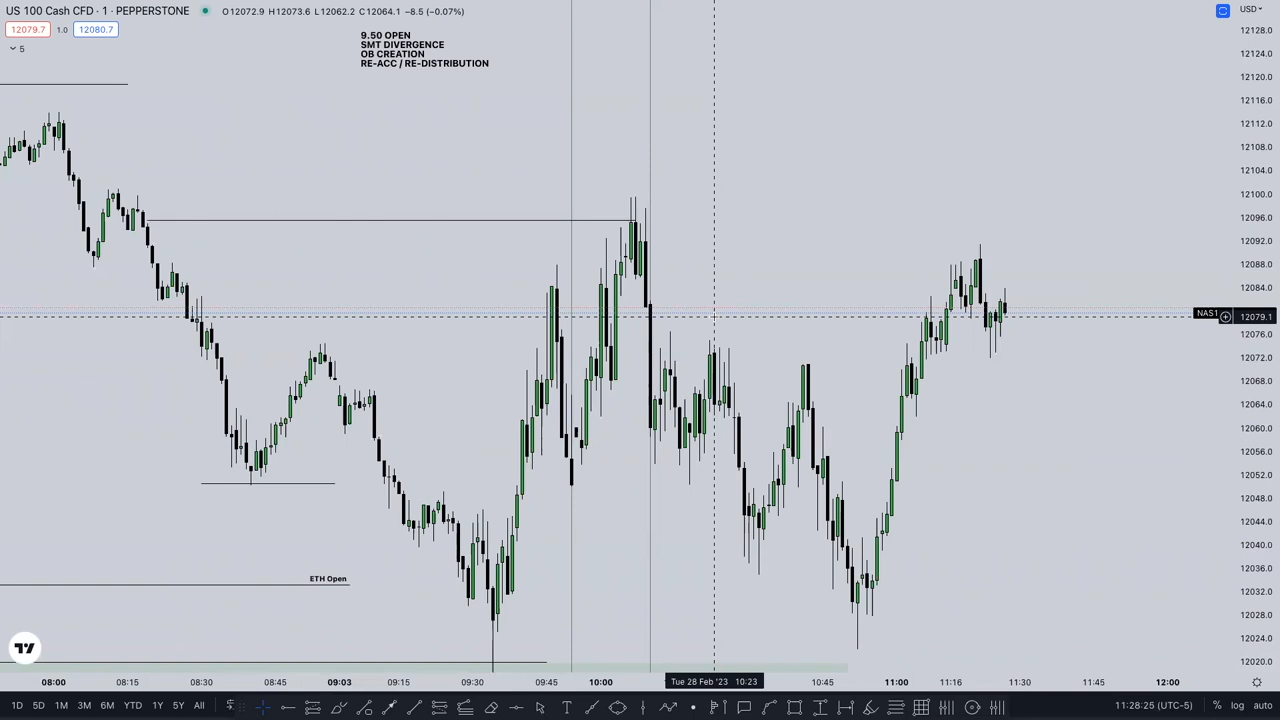 US 100 Cash CFD · 1 · PEPPERSTONE O12072.9 H12073.6 L12062.2 C12064.1 −8.5 (−0.07%)
USD
12079.7 1.0 12080.7
5
9.50 OPEN
SMT DIVERGENCE
OB CREATION
RE-ACC / RE-DISTRIBUTION
12128.0
12124.0
12120.0
12116.0
12112.0
12108.0
12104.0
12100.0
12096.0
12092.0
12088.0
12084.0
NAS1
12079.1
12076.0
12072.0
12068.0
12064.0
12060.0
12056.0
12052.0
12048.0
12044.0
12040.0
12036.0
ETH Open
12032.0
12028.0
12024.0
12020.0
08:00 08:15 08:30 08:45 09:03 09:15 09:30 09:45 10:00 Tue 28 Feb '23 10:23 10:45 11:00 11:16 11:30 11:45 12:00
1D 5D 1M 3M 6M YTD 1Y 5Y All 11:28:25 (UTC-5) % log auto